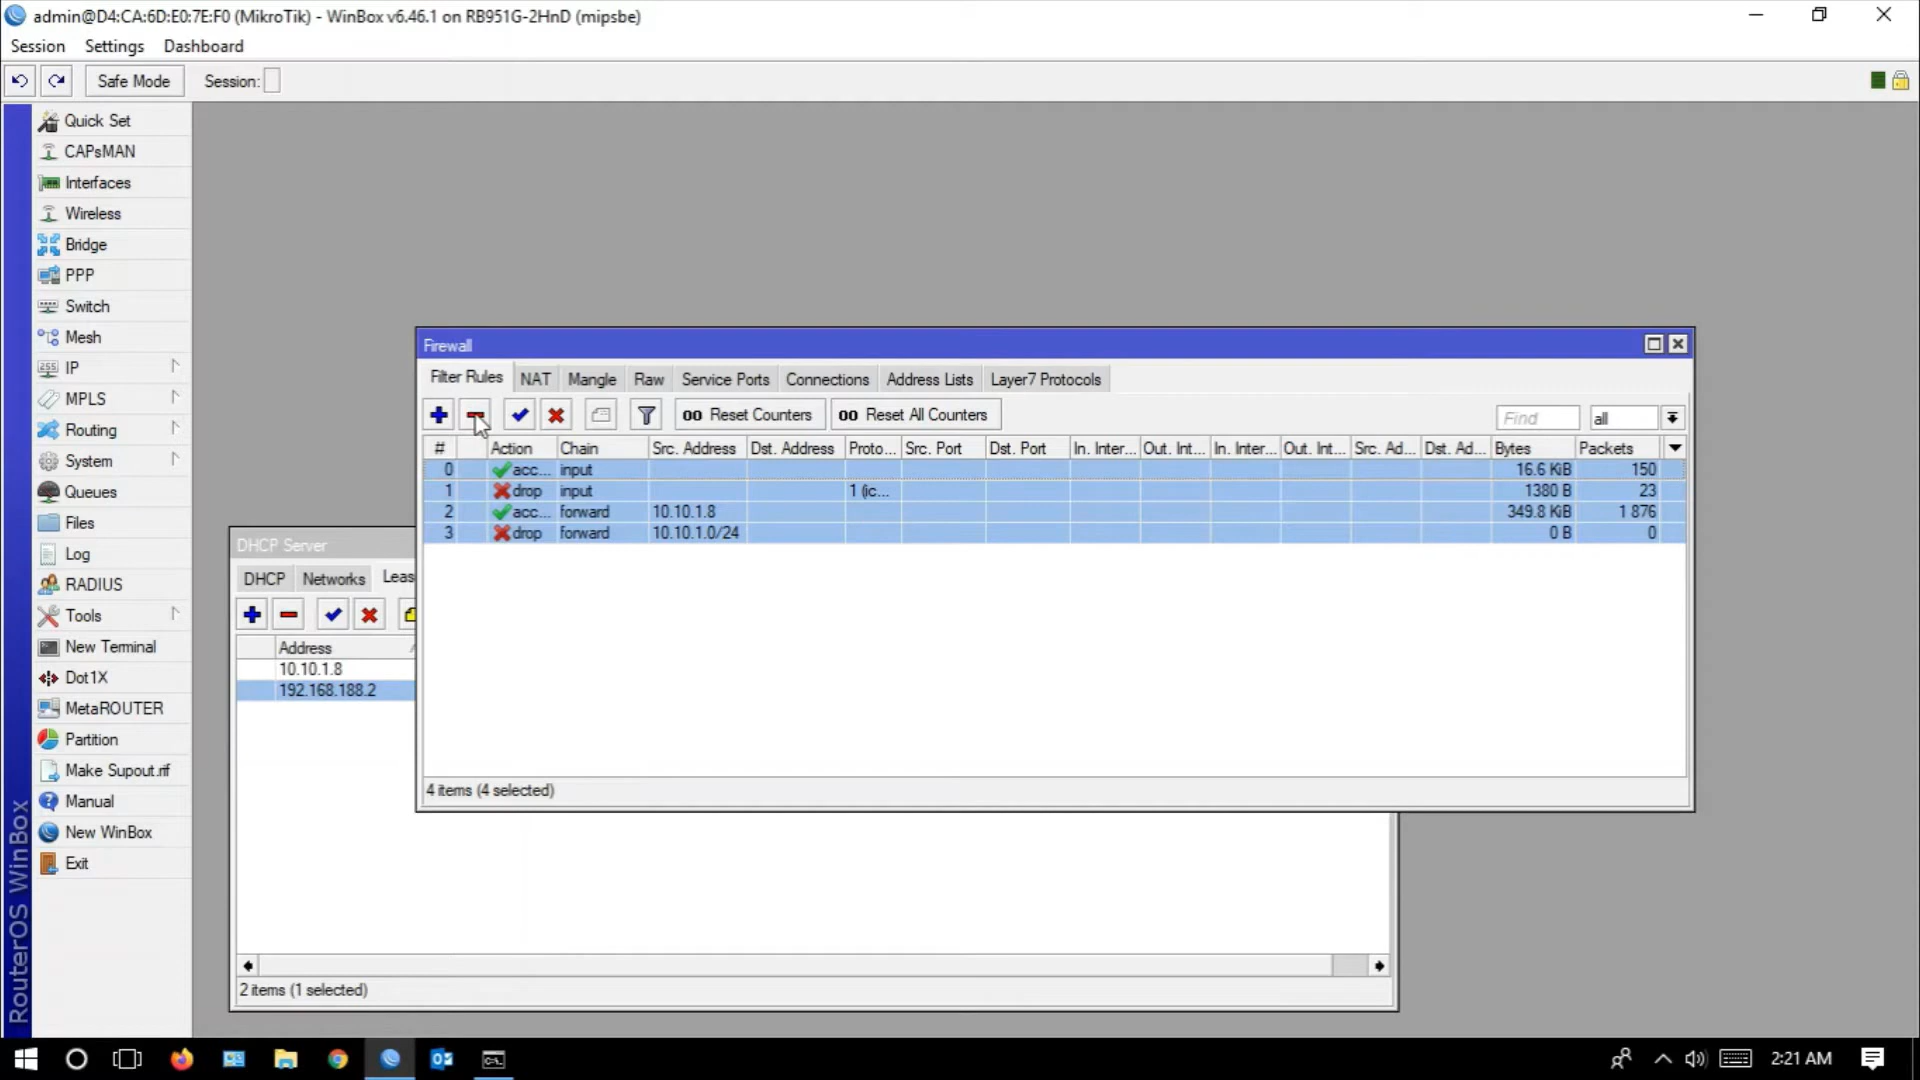 admin@D4:CA:6D:E0:7E:F0 (MikroTik) - WinBox v6.46.1 on RB951G-2HnD (mipsbe)
Session Settings Dashboard
Safe Mode Session:
Quick Set
CAPsMAN
Interfaces
Wireless
Bridge
PPP
Switch
Mesh
255 IP
MPLS
Routing
System
Queues
Files
Log
RADIUS
Tools
New Terminal
Dot1X
MetaROUTER
Partition
Make Supout.rif
Manual
New WinBox
Exit
RouterOS WinBox
Firewall
Filter Rules NAT Mangle Raw Service Ports Connections Address Lists Layer7 Protocols
00 Reset Counters 00 Reset All Counters Find all
# Action Chain Src. Address Dst. Address Proto... Src. Port Dst. Port In. Inter... Out. Int... In. Inter... Out. Int... Src. Ad... Dst. Ad... Bytes Packets
0 acc... input 16.6 KiB 150
1 drop input 1 (ic... 1380 B 23
2 acc... forward 10.10.1.8 349.8 KiB 1 876
3 drop forward 10.10.1.0/24 0 B 0
4 items (4 selected)
DHCP Server
DHCP Networks Leas
Address
10.10.1.8
192.168.188.2
2 items (1 selected)
2:21 AM